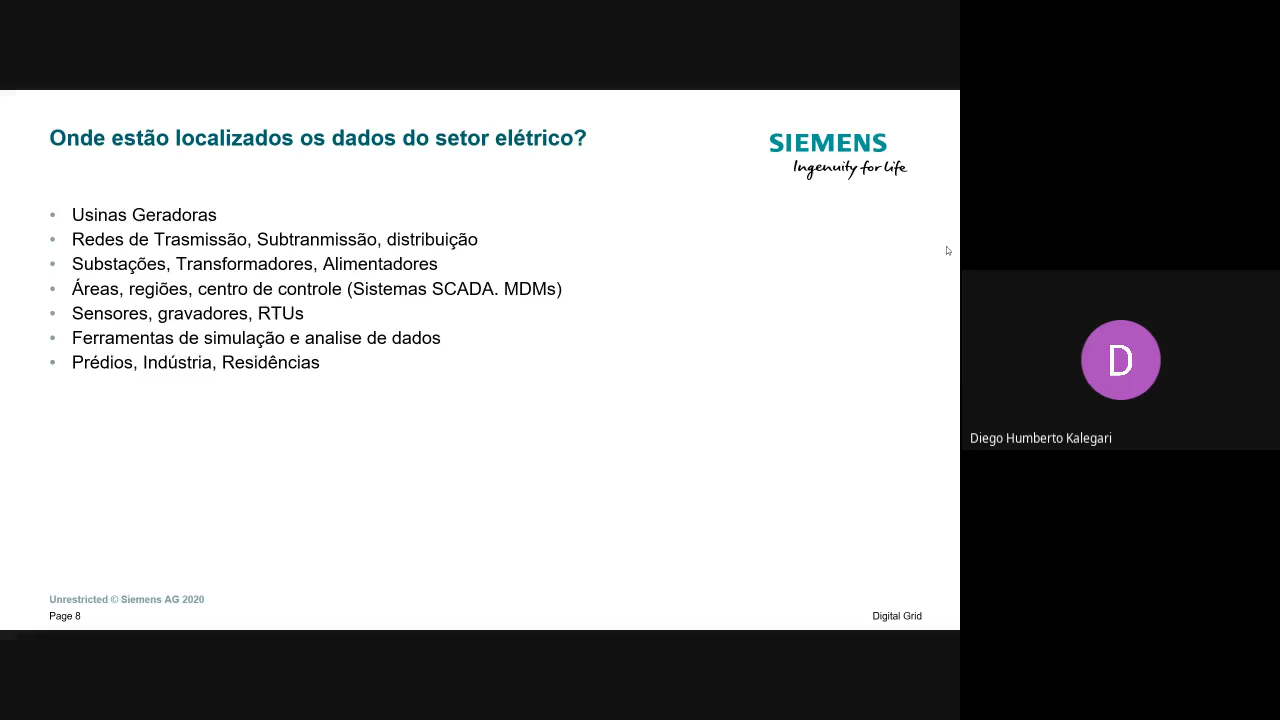 Onde estão localizados os dados do setor elétrico?
SIEMENS
Ingenuity for life
• Usinas Geradoras
• Redes de Trasmissão, Subtranmissão, distribuição
• Substações, Transformadores, Alimentadores
• Áreas, regiões, centro de controle (Sistemas SCADA. MDMs)
• Sensores, gravadores, RTUs
• Ferramentas de simulação e analise de dados
• Prédios, Indústria, Residências
D
Diego Humberto Kalegari
Unrestricted © Siemens AG 2020
Page 8
Digital Grid